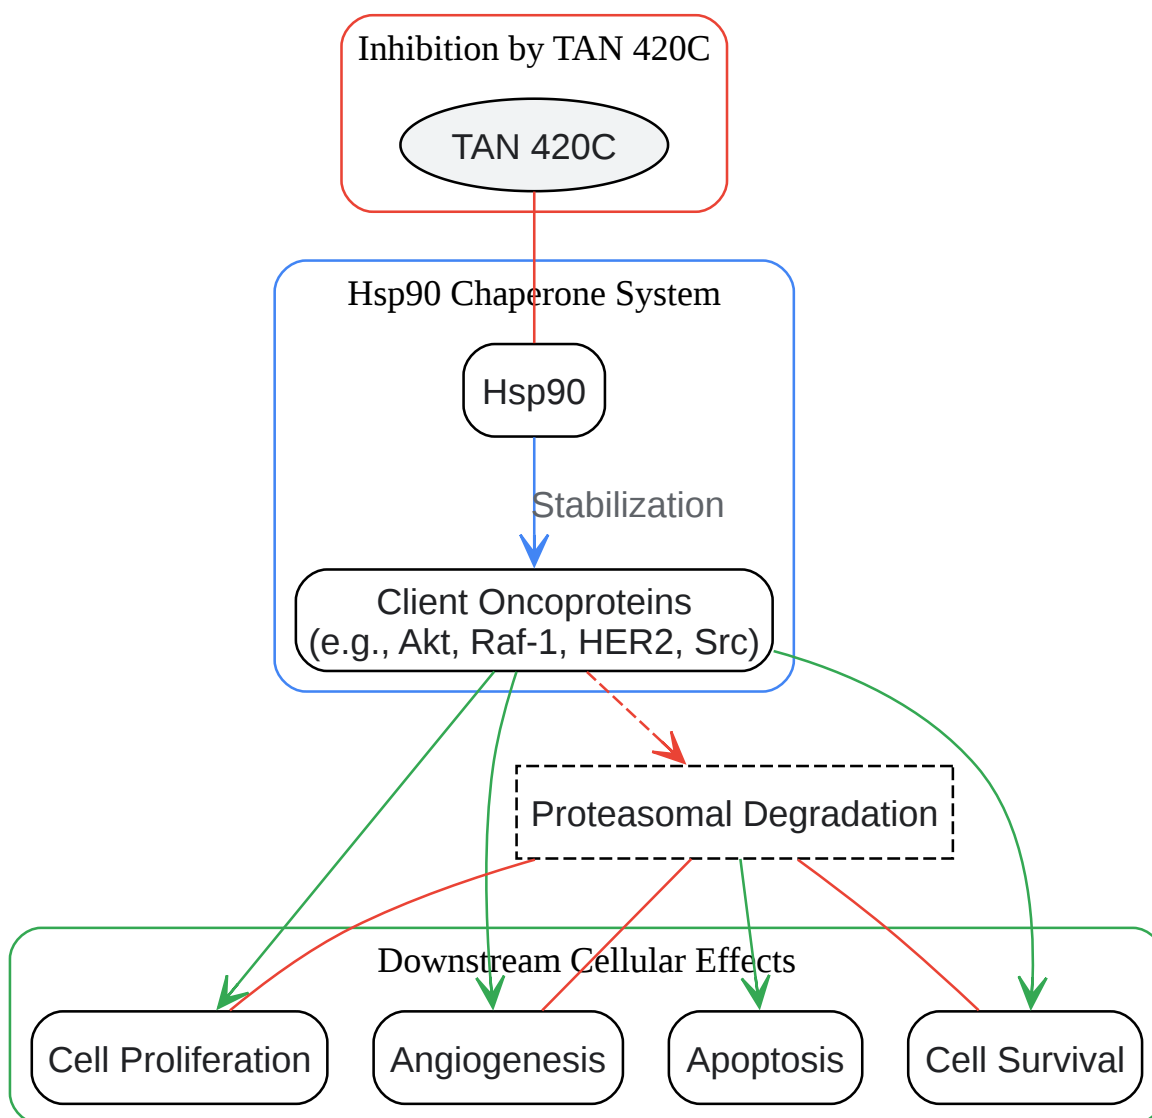 Inhibition by TAN 420C
TAN 420C
Hsp90 Chaperone System
Hsp90
Stabilization
Client Oncoproteins
(e.g., Akt, Raf-1, HER2, Src)
Proteasomal Degradation
Downstream Cellular Effects
Cell Proliferation
Angiogenesis
Apoptosis
Cell Survival